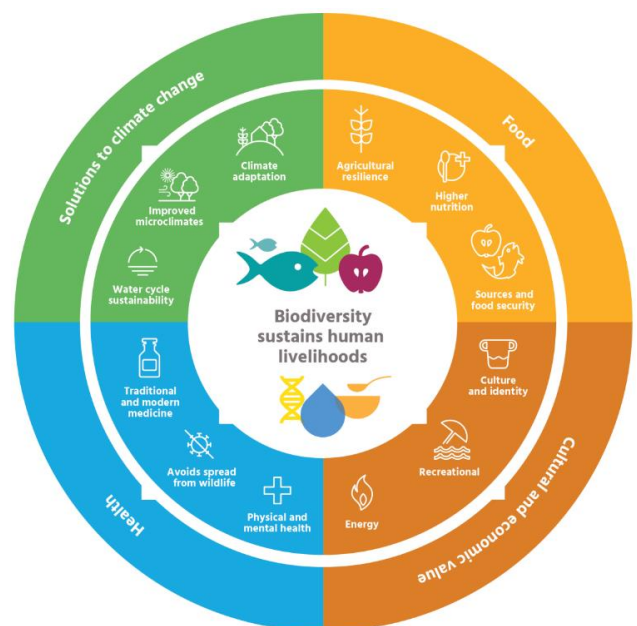 Solutions to climate change
Food
Climate
adaptation
Improved
microclimates
Water cycle
sustainability
Agricultural
resilience
Higher
nutrition
Sources and
food security
Biodiversity
sustains human
livelihoods
Traditional
and modern
medicine
Avoids spread
from wildlife
Physical and
mental health
Health
Culture
and identity
Recreational
Energy
Cultural and economic value